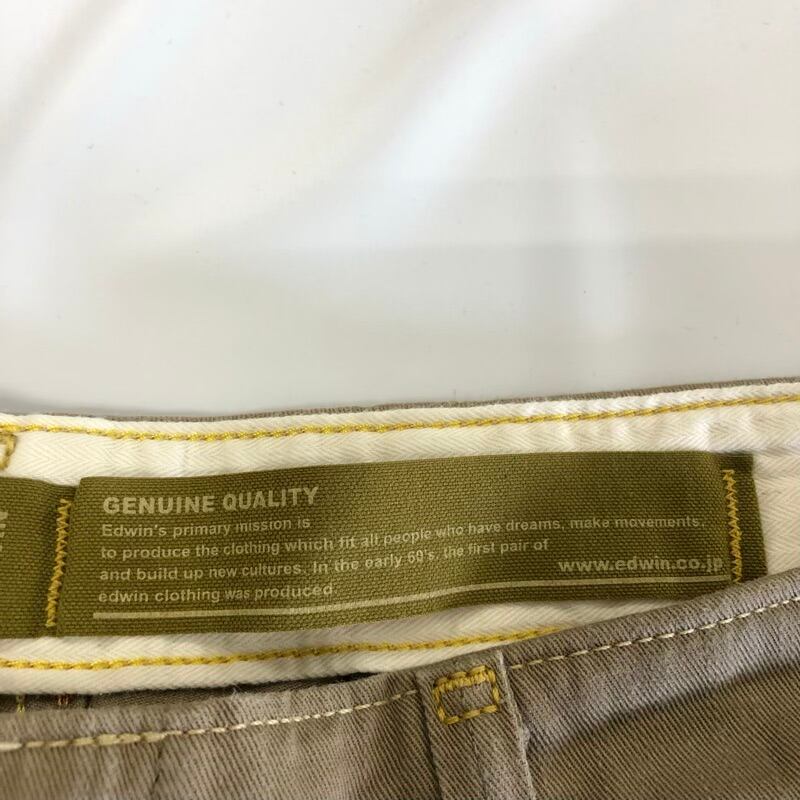 GENUINE QUALITY
Edwin's primary mission is
to produce the clothing which fit all people who have dreams, make movements,
and build up new cultures. In the early 60's, the first pair of
edwin clothing was produced
www.edwin.co.jp